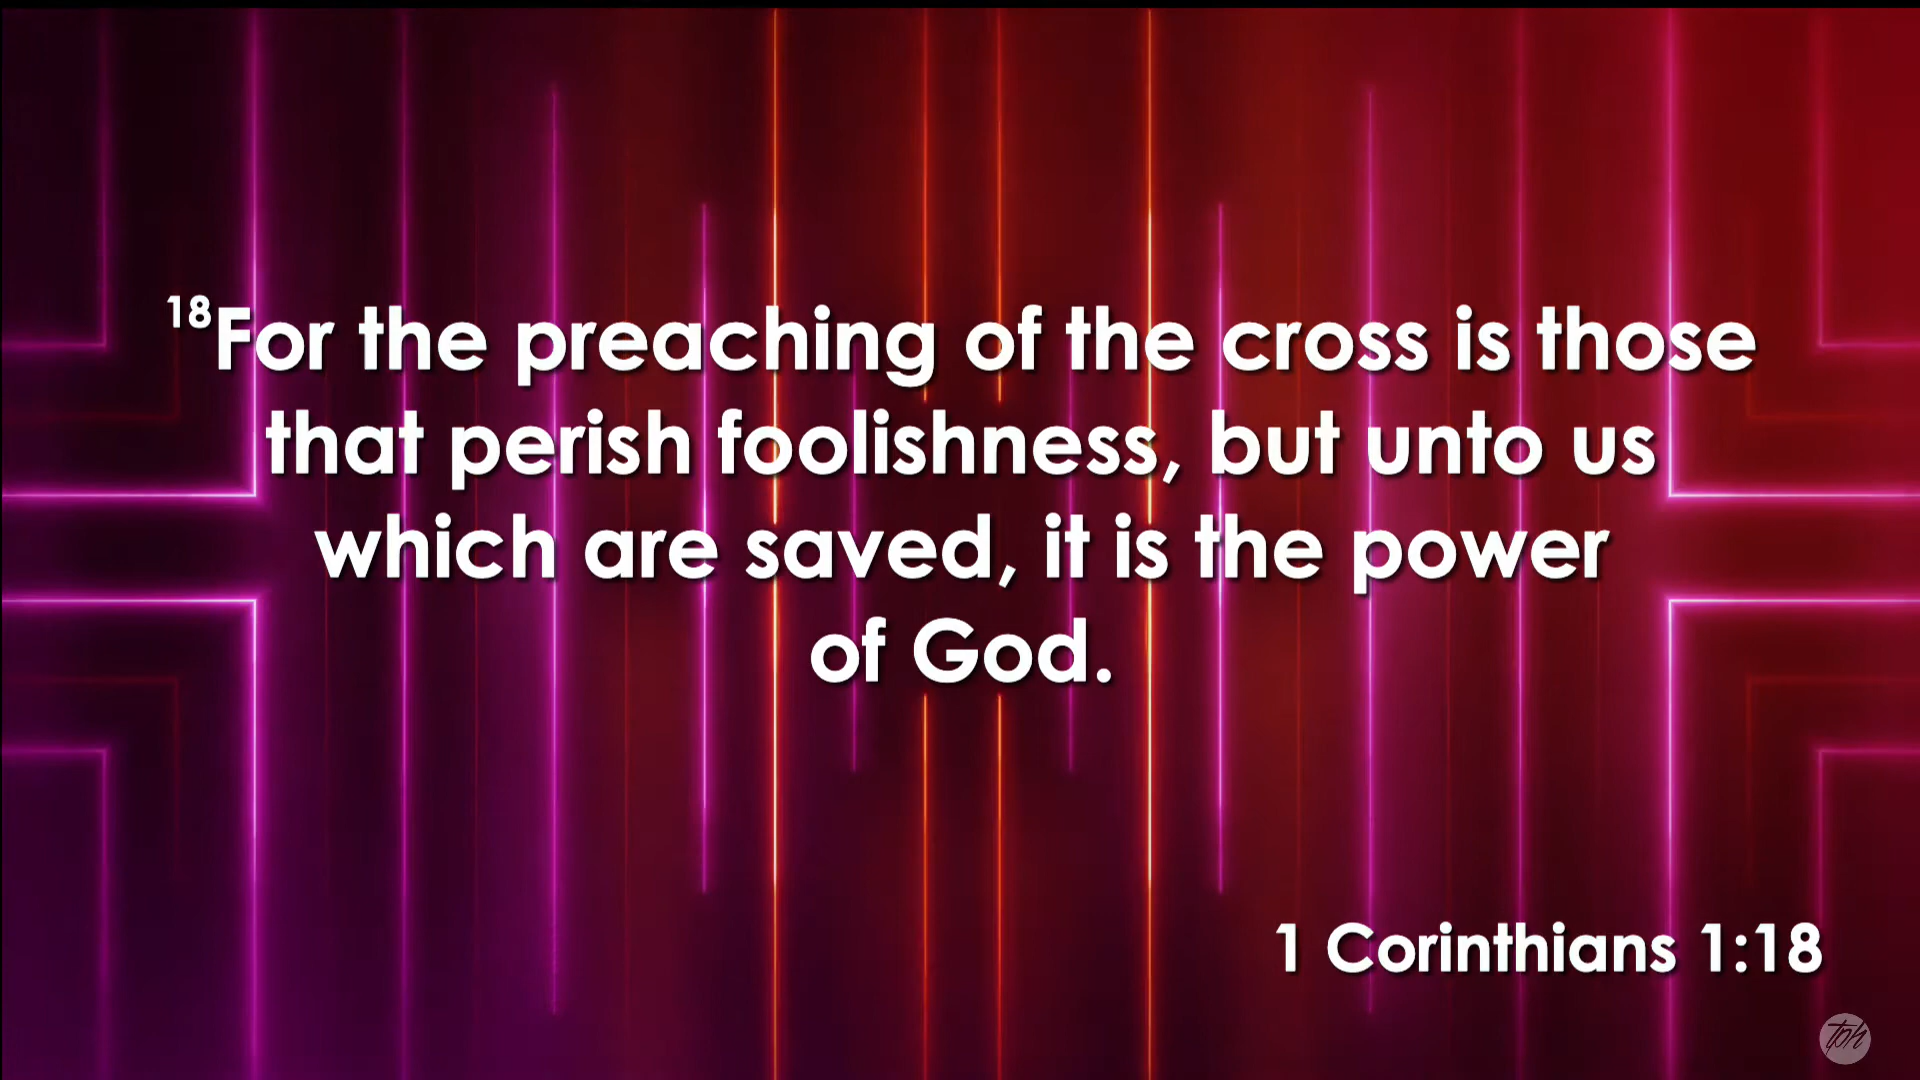 18For the preaching of the cross is those
that perish foolishness, but unto us
which are saved, it is the power
of God.
1 Corinthians 1:18
tph